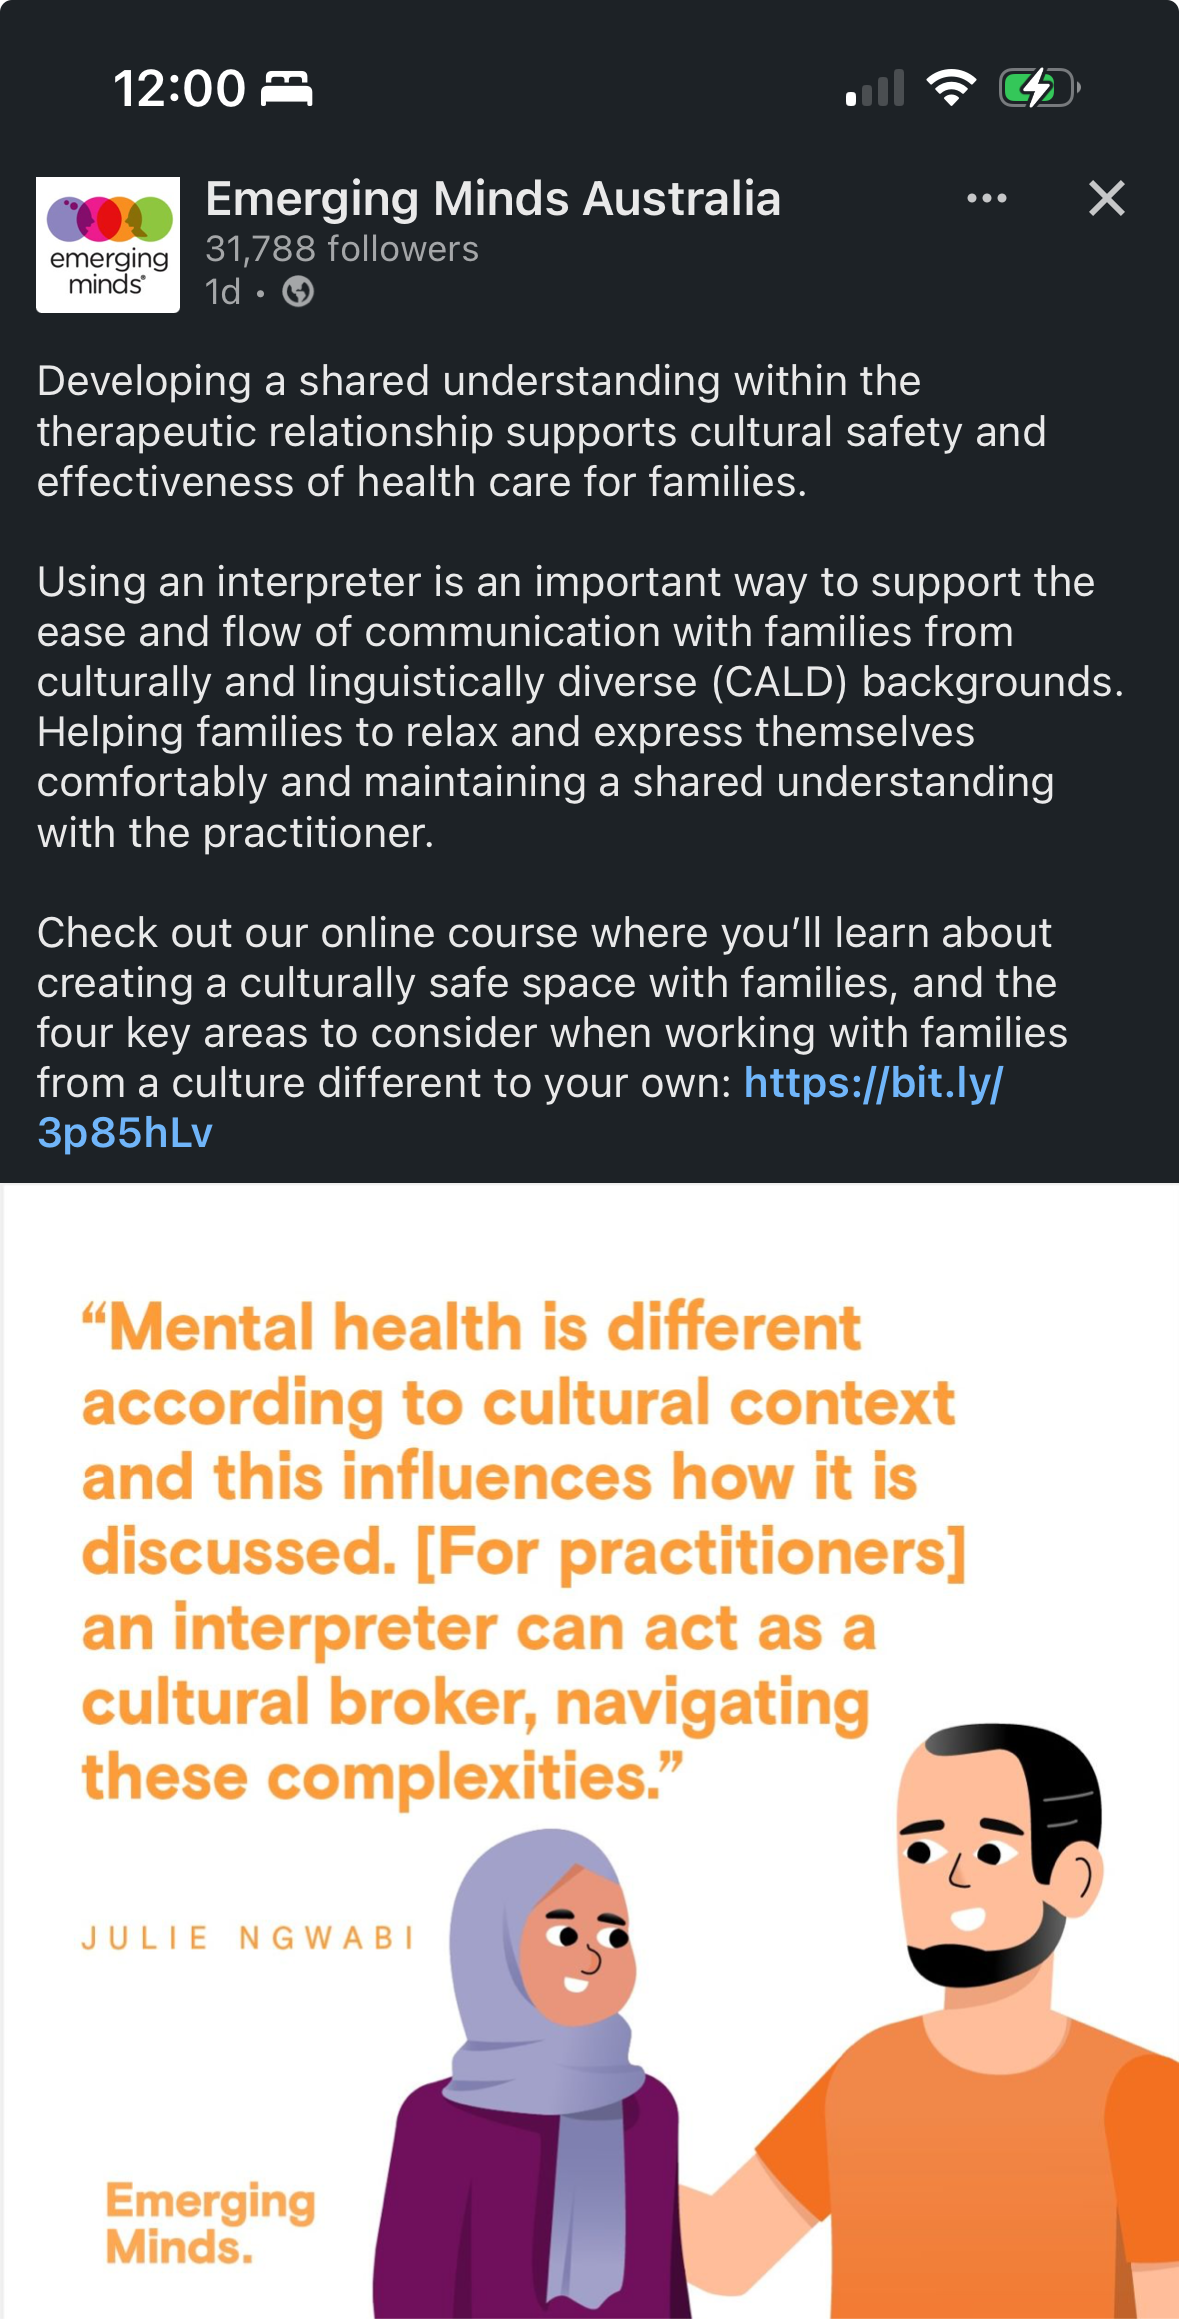 12:00
Emerging Minds Australia
emerging
minds®
31,788 followers
1d •
Developing a shared understanding within the
therapeutic relationship supports cultural safety and
effectiveness of health care for families.
Using an interpreter is an important way to support the
ease and flow of communication with families from
culturally and linguistically diverse (CALD) backgrounds.
Helping families to relax and express themselves
comfortably and maintaining a shared understanding
with the practitioner.
Check out our online course where you’ll learn about
creating a culturally safe space with families, and the
four key areas to consider when working with families
from a culture different to your own: https://bit.ly/
3p85hLv
“Mental health is different
according to cultural context
and this influences how it is
discussed. [For practitioners]
an interpreter can act as a
cultural broker, navigating
these complexities.”
JULIE NGWABI
Emerging
Minds.